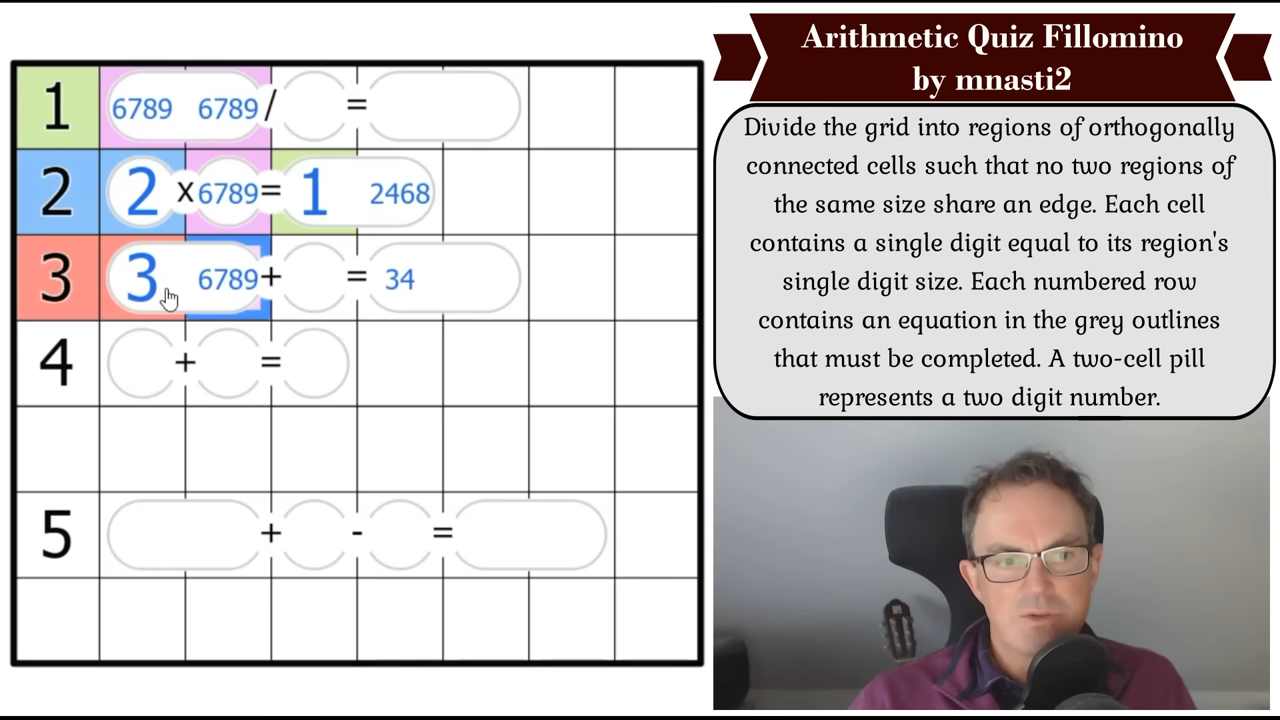 Arithmetic Quiz Fillomino
by mnasti2
Divide the grid into regions of orthogonally
connected cells such that no two regions of
the same size share an edge. Each cell
contains a single digit equal to its region's
single digit size. Each numbered row
contains an equation in the grey outlines
that must be completed. A two-cell pill
represents a two digit number.
1 6789 6789 / =
2 2 x 6789 = 1 2468
3 3 6789 + = 34
4 + =
5 + - =